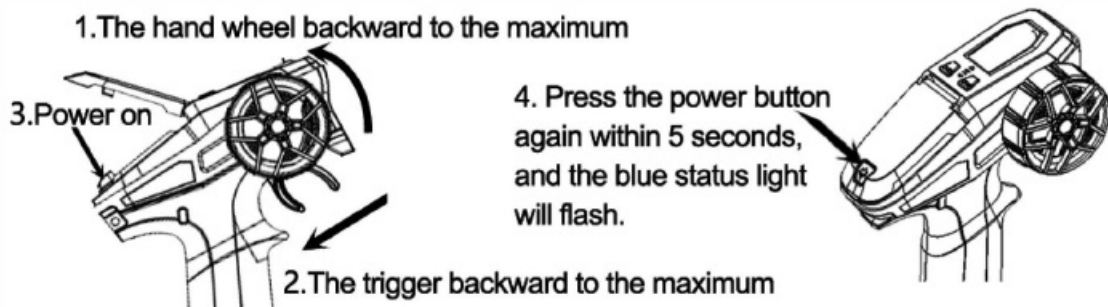 1.The hand wheel backward to the maximum
3.Power on
4. Press the power button
again within 5 seconds,
and the blue status light
will flash.
2.The trigger backward to the maximum